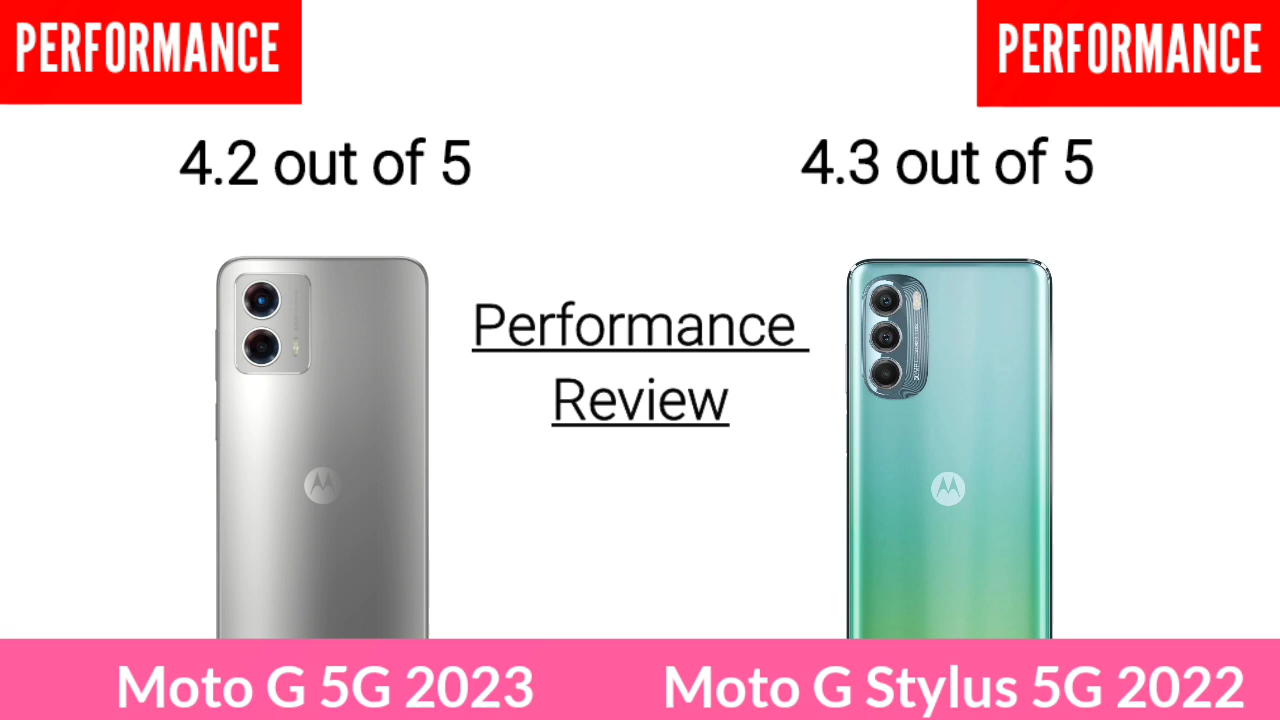 PERFORMANCE
PERFORMANCE
4.2 out of 5
4.3 out of 5
Performance
Review
Moto G 5G 2023
Moto G Stylus 5G 2022